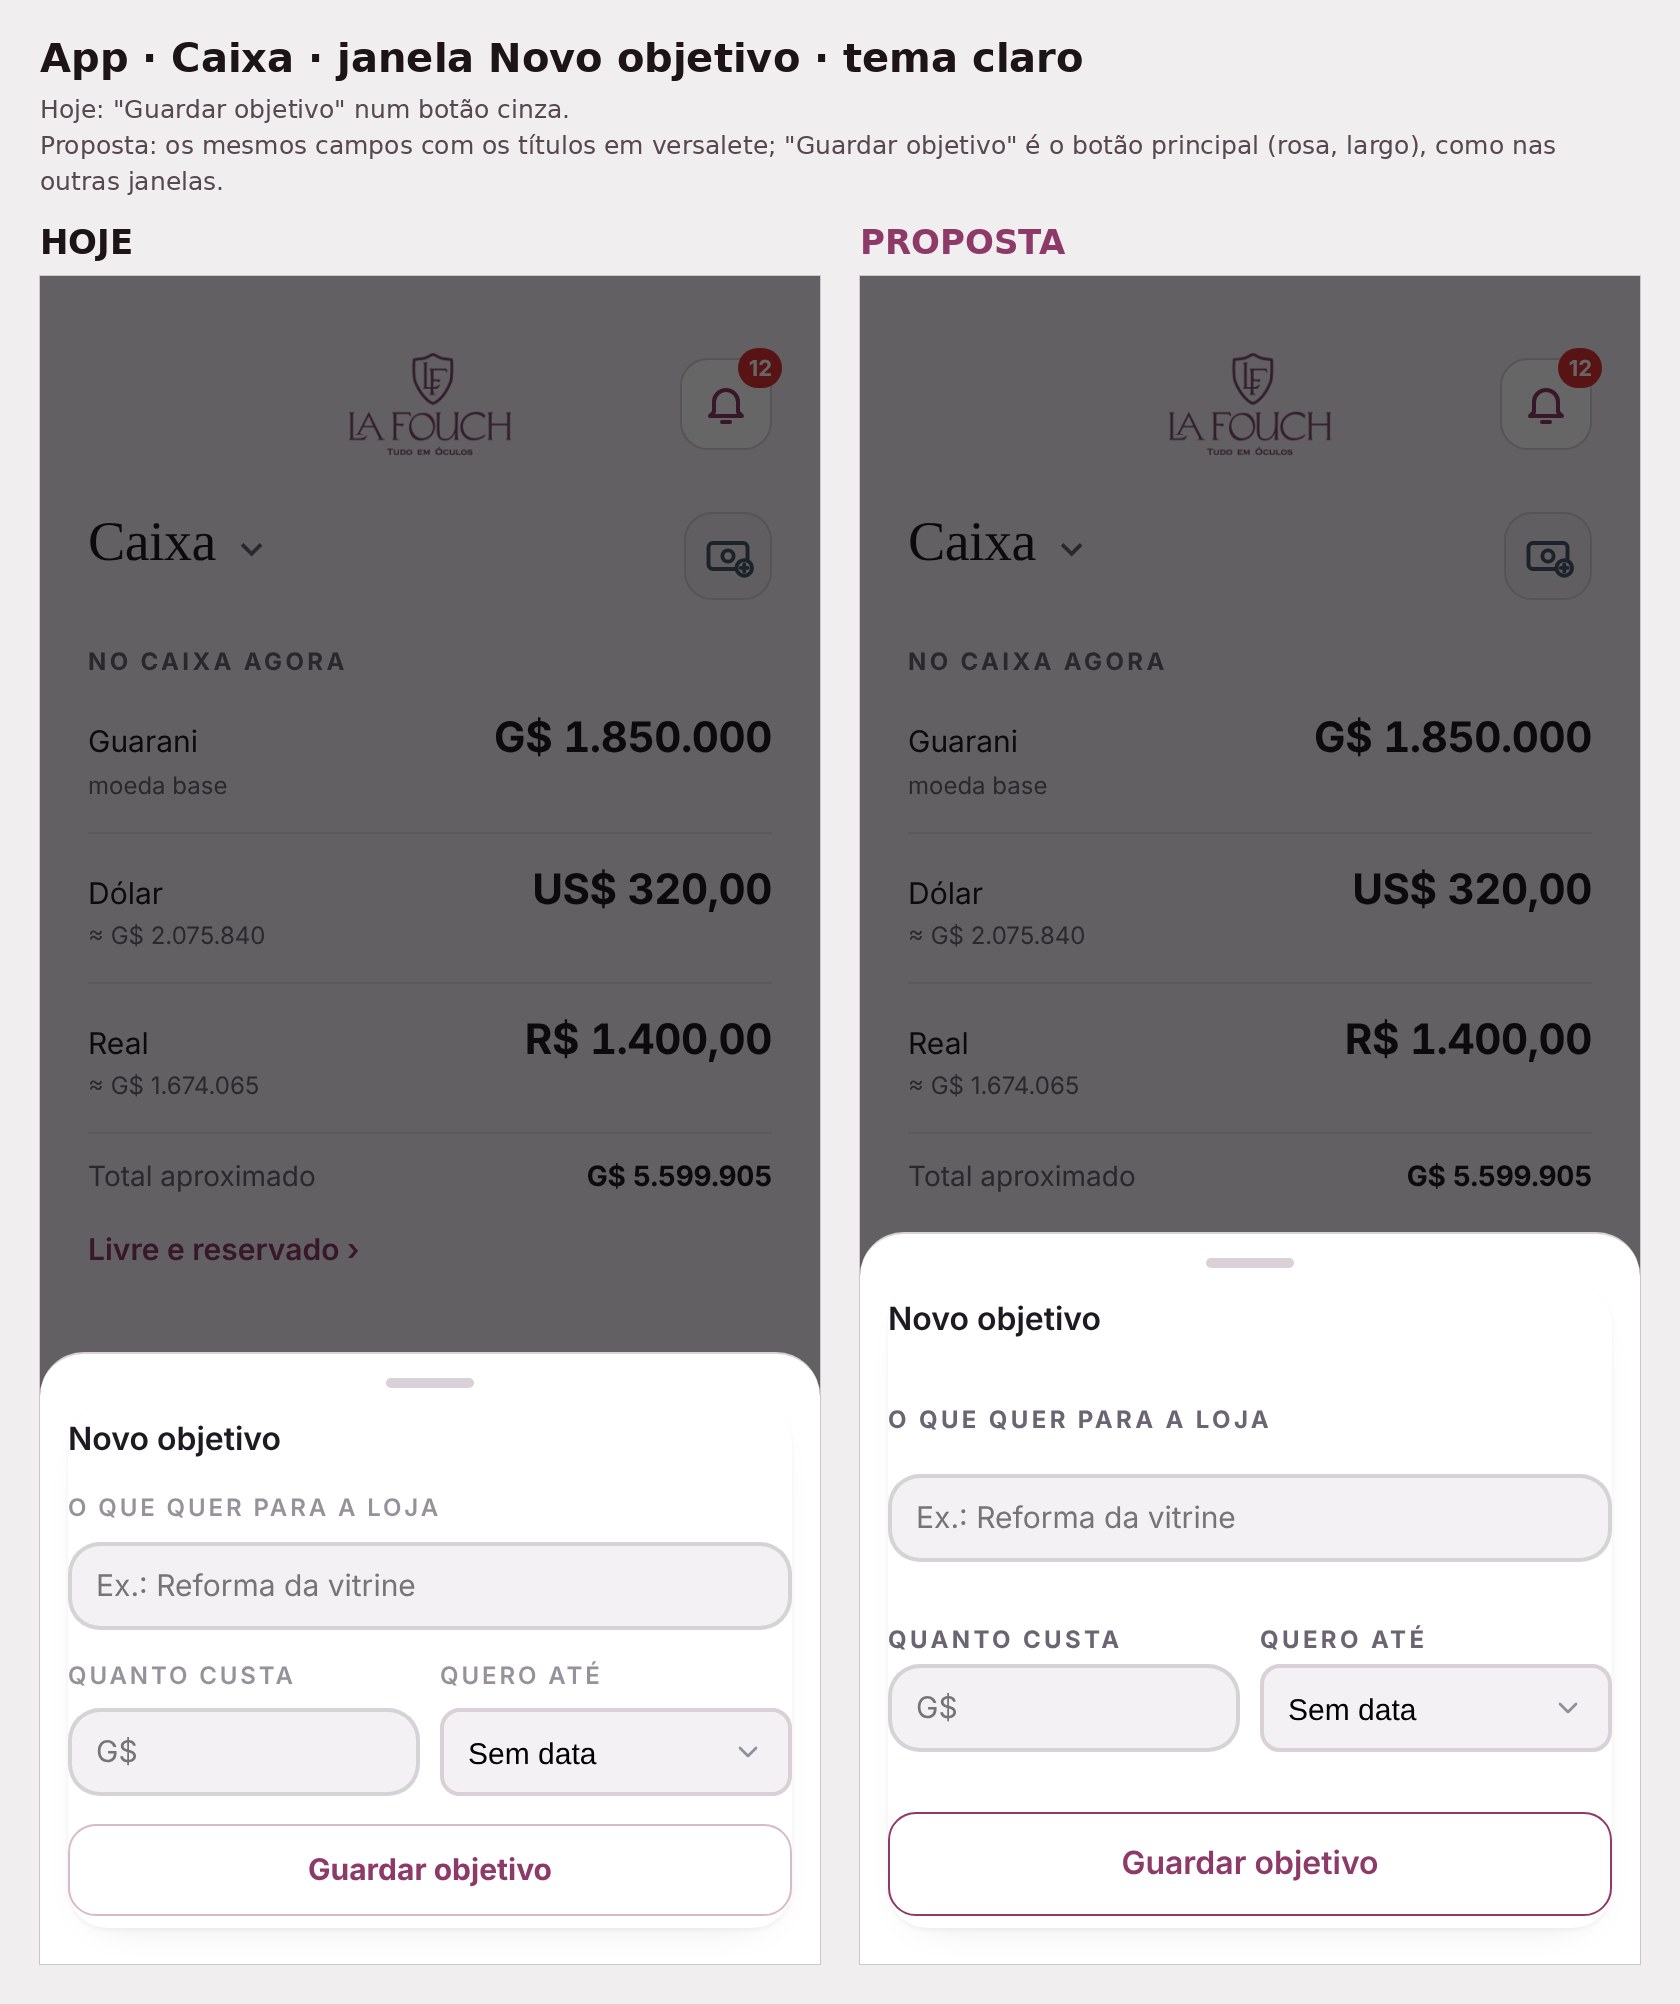 App · Caixa · janela Novo objetivo · tema claro
Hoje: "Guardar objetivo" num botão cinza.
Proposta: os mesmos campos com os títulos em versalete; "Guardar objetivo" é o botão principal (rosa, largo), como nas
outras janelas.
HOJE
LF
LA FOUCH
TUDO EM ÓCULOS
12
Caixa
NO CAIXA AGORA
Guarani G$ 1.850.000
moeda base
Dólar US$ 320,00
≈ G$ 2.075.840
Real R$ 1.400,00
≈ G$ 1.674.065
Total aproximado G$ 5.599.905
Livre e reservado ›
Novo objetivo
O QUE QUER PARA A LOJA
Ex.: Reforma da vitrine
QUANTO CUSTA QUERO ATÉ
G$ Sem data
Guardar objetivo
PROPOSTA
LF
LA FOUCH
TUDO EM ÓCULOS
12
Caixa
NO CAIXA AGORA
Guarani G$ 1.850.000
moeda base
Dólar US$ 320,00
≈ G$ 2.075.840
Real R$ 1.400,00
≈ G$ 1.674.065
Total aproximado G$ 5.599.905
Novo objetivo
O QUE QUER PARA A LOJA
Ex.: Reforma da vitrine
QUANTO CUSTA QUERO ATÉ
G$ Sem data
Guardar objetivo